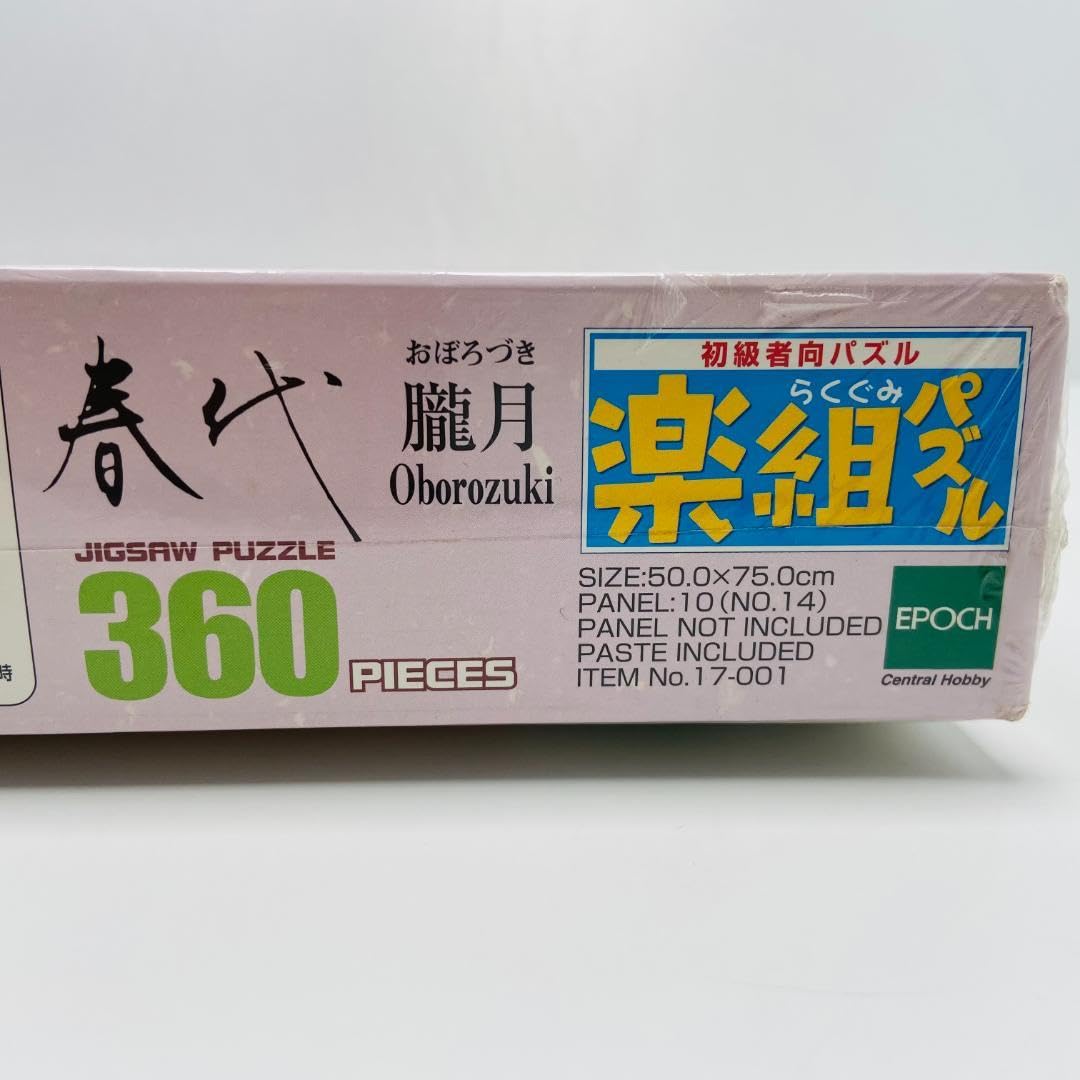 時
春代
おぼろづき
朧月
Oborozuki
JIGSAW PUZZLE
360 PIECES
初級者向パズル
らくぐみ
楽組パズル
SIZE:50.0×75.0cm
PANEL:10(NO.14)
PANEL NOT INCLUDED
PASTE INCLUDED
ITEM No.17-001
EPOCH
Central Hobby